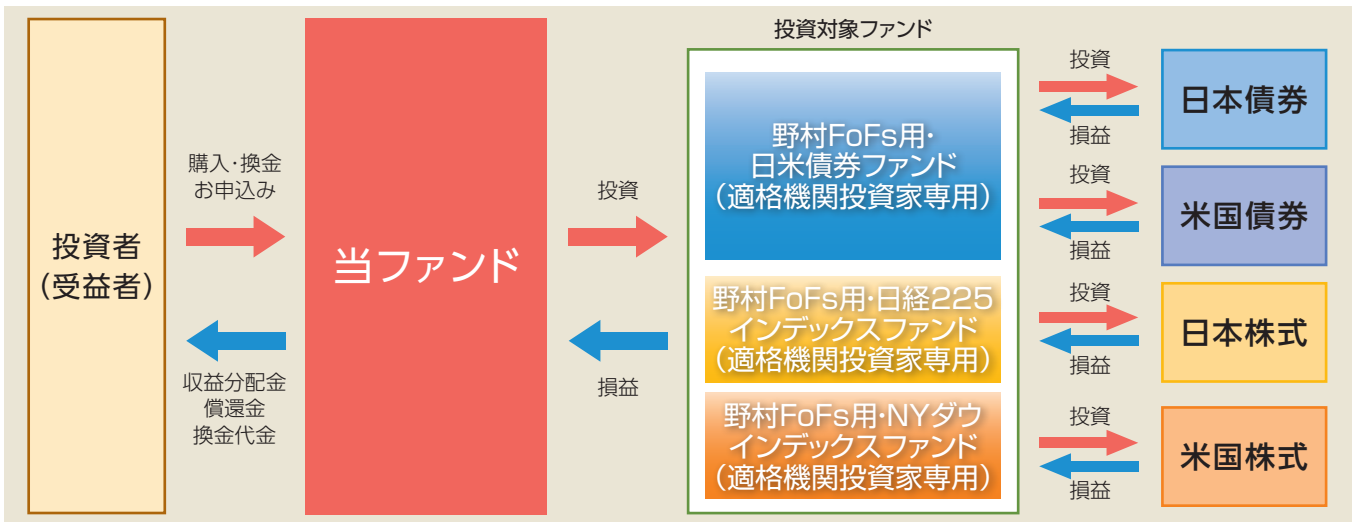 投資者
(受益者)
購入・換金
お申込み
収益分配金
償還金
換金代金
当ファンド
投資
損益
投資対象ファンド
野村FoFs用・
日米債券ファンド
(適格機関投資家専用)
野村FoFs用・日経225
インデックスファンド
(適格機関投資家専用)
野村FoFs用・NYダウ
インデックスファンド
(適格機関投資家専用)
投資
損益
日本債券
投資
損益
米国債券
投資
損益
日本株式
投資
損益
米国株式